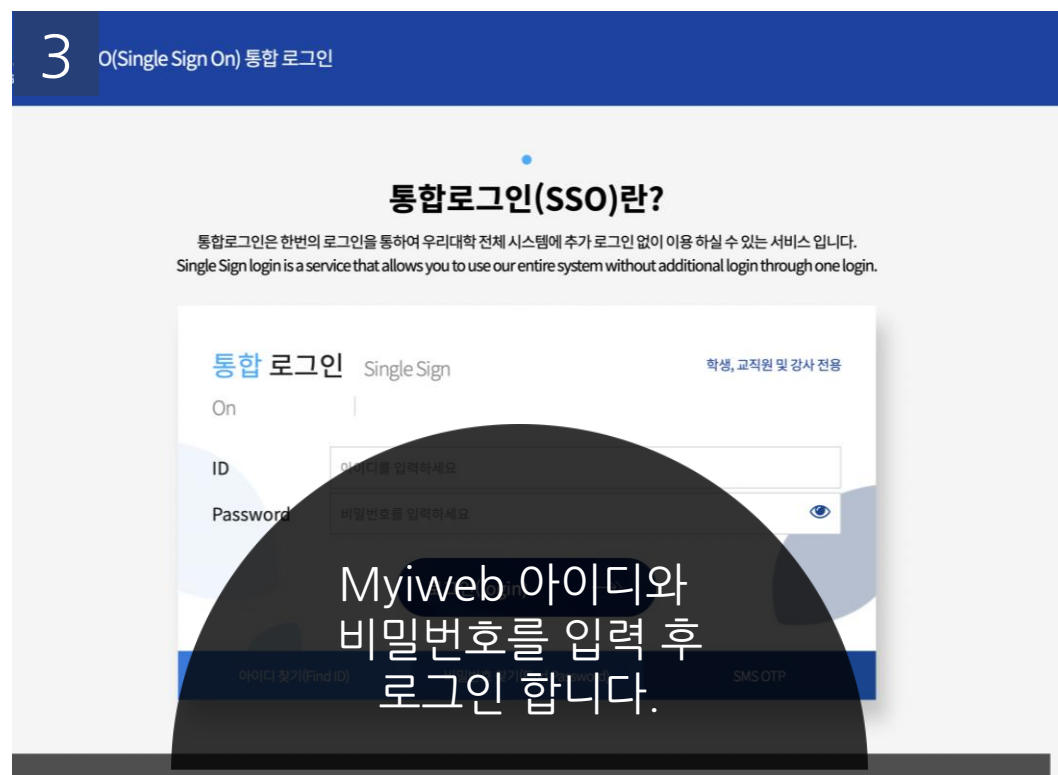 3
O(Single Sign On) 통합 로그인
통합로그인(SSO)란?
통합로그인은 한번의 로그인을 통하여 우리대학 전체 시스템에 추가 로그인 없이 이용 하실 수 있는 서비스 입니다.
Single Sign login is a service that allows you to use our entire system without additional login through one login.
통합 로그인 Single Sign
On
학생, 교직원 및 강사 전용
ID
아이디를 입력하세요
Password
비밀번호를 입력하세요
Myiweb 아이디와
비밀번호를 입력 후
로그인 합니다.
아이디 찾기(Find ID)
SMS OTP